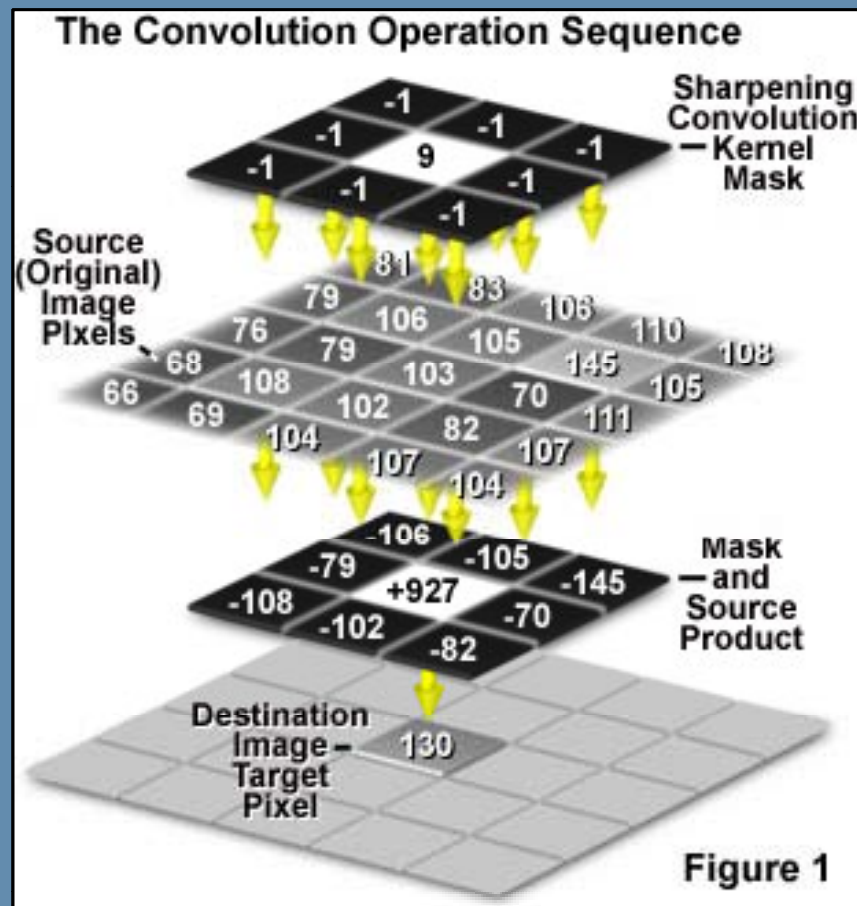 The Convolution Operation Sequence
Sharpening
Convolution
Kernel
Mask
-1 -1 -1
-1 9 -1
-1 -1 -1
Source
(Original)
Image
Pixels
81 83 106 110 108
79 106 105 145 105
76 79 103 70 111
68 108 102 82 107
66 69 104 107 104
Mask
and
Source
Product
-106 -105 -145
-79 +927 -70
-108 -102 -82
Destination
Image
Target
Pixel
130
Figure 1